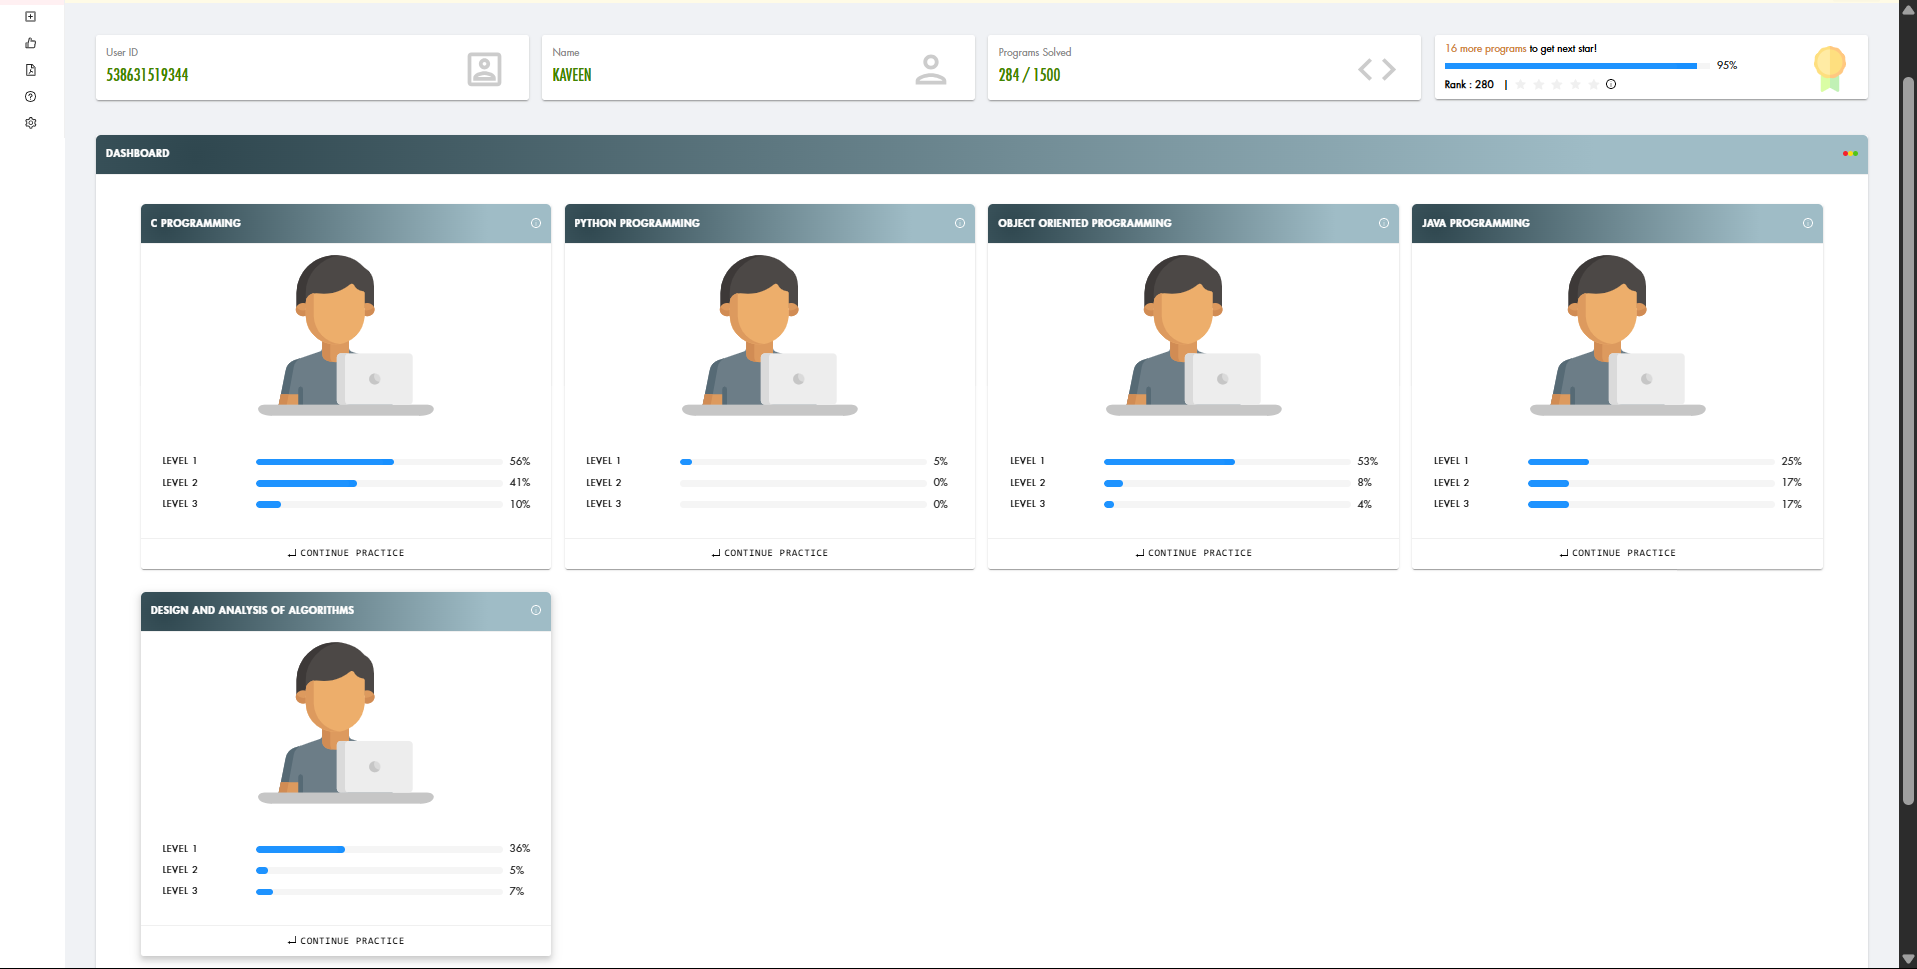 User ID
538631519344
Name
KAVEEN
Programs Solved
284 / 1500
16 more programs to get next star!
95%
Rank : 280 |
DASHBOARD
C PROGRAMMING
LEVEL 1 56%
LEVEL 2 41%
LEVEL 3 10%
CONTINUE PRACTICE
PYTHON PROGRAMMING
LEVEL 1 5%
LEVEL 2 0%
LEVEL 3 0%
CONTINUE PRACTICE
OBJECT ORIENTED PROGRAMMING
LEVEL 1 53%
LEVEL 2 8%
LEVEL 3 4%
CONTINUE PRACTICE
JAVA PROGRAMMING
LEVEL 1 25%
LEVEL 2 17%
LEVEL 3 17%
CONTINUE PRACTICE
DESIGN AND ANALYSIS OF ALGORITHMS
LEVEL 1 36%
LEVEL 2 5%
LEVEL 3 7%
CONTINUE PRACTICE